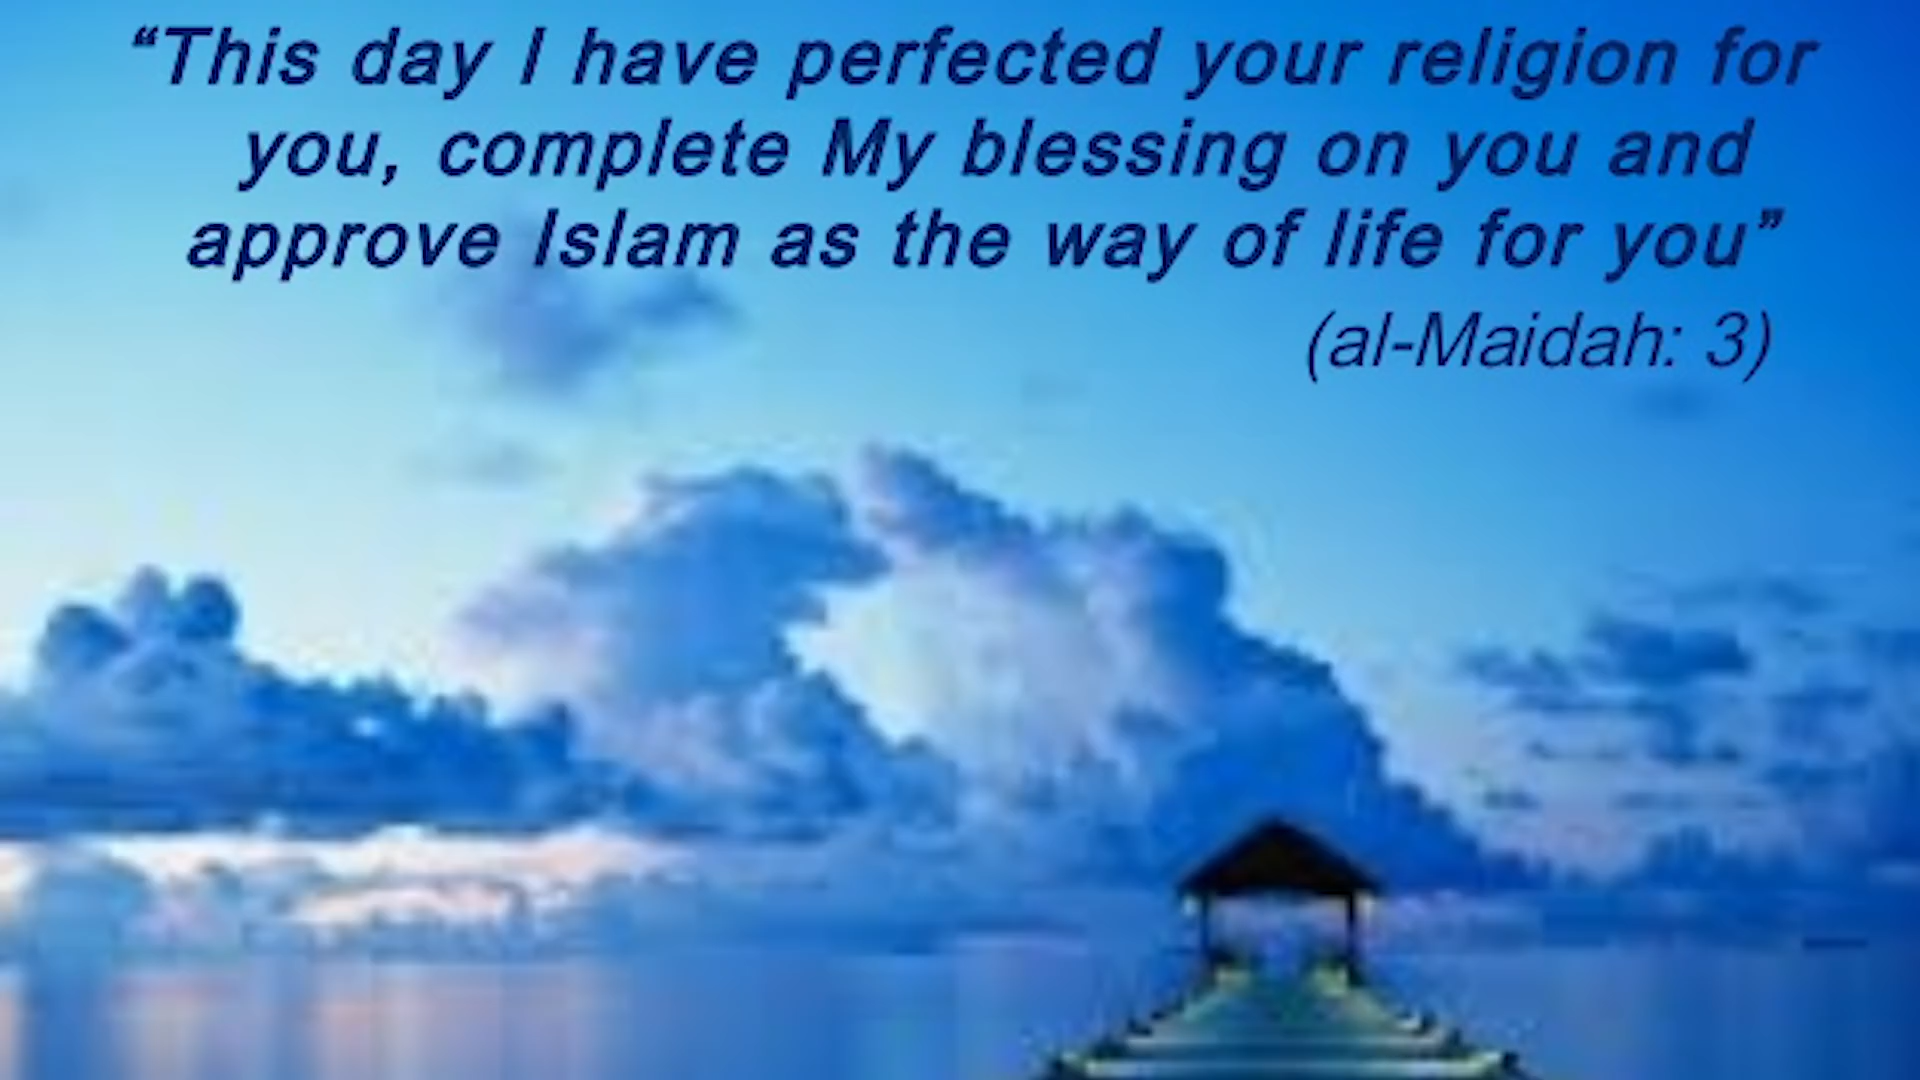 “This day I have perfected your religion for
you, complete My blessing on you and
approve Islam as the way of life for you”
(al-Maidah: 3)